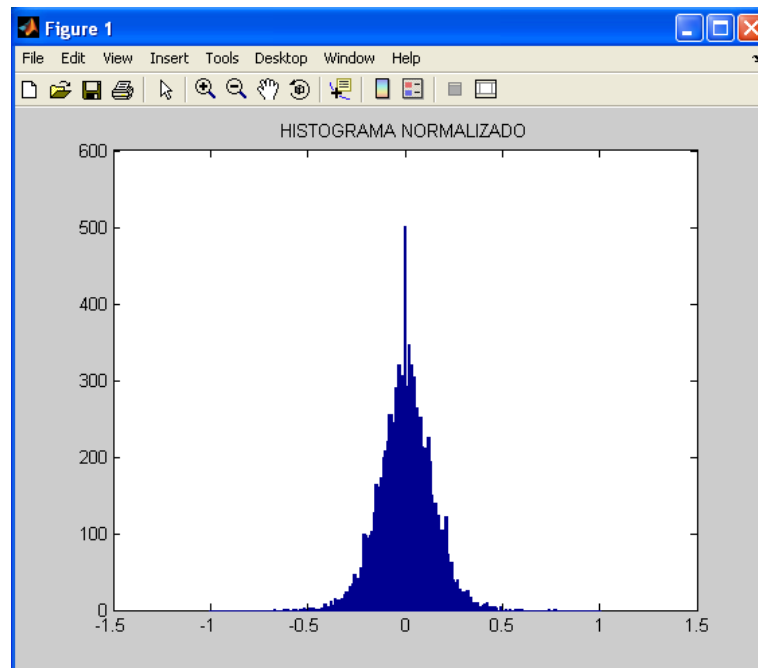 Figure 1
File Edit View Insert Tools Desktop Window Help
HISTOGRAMA NORMALIZADO
600
500
400
300
200
100
0
-1.5 -1 -0.5 0 0.5 1 1.5